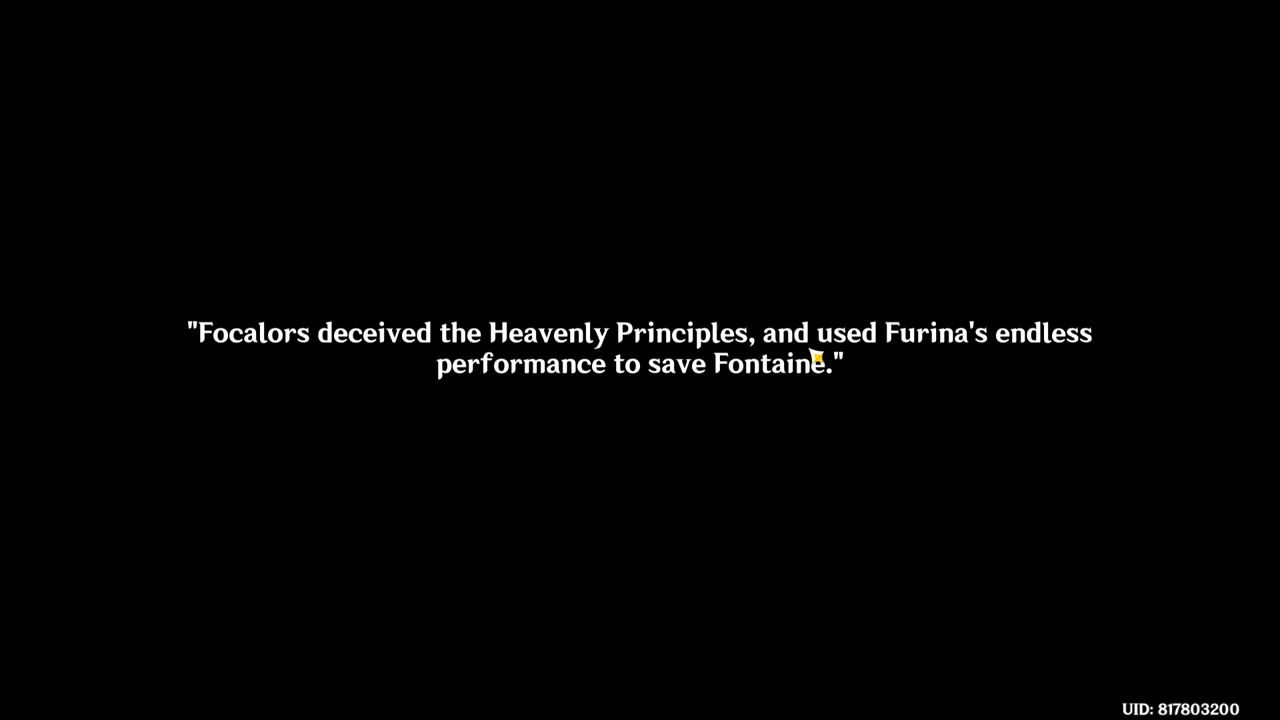 "Focalors deceived the Heavenly Principles, and used Furina's endless
performance to save Fontaine."
UID: 817803200